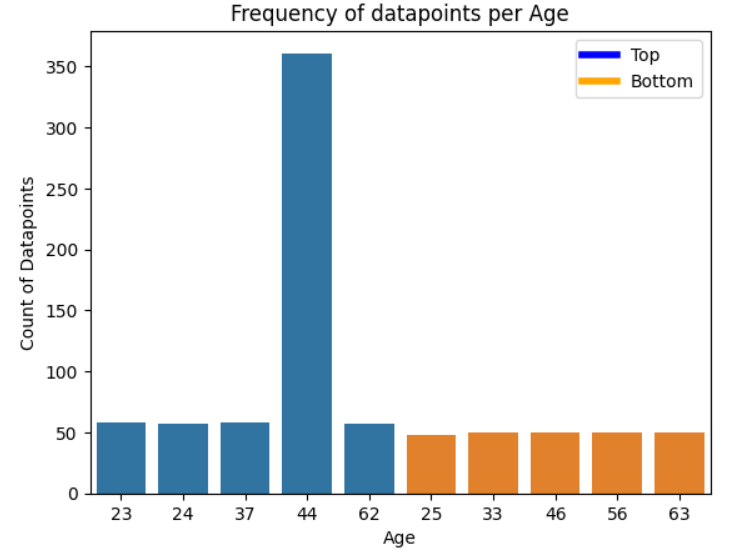 Frequency of datapoints per Age
Top
Bottom
350
300
250
200
150
100
50
0
Count of Datapoints
23 24 37 44 62 25 33 46 56 63
Age